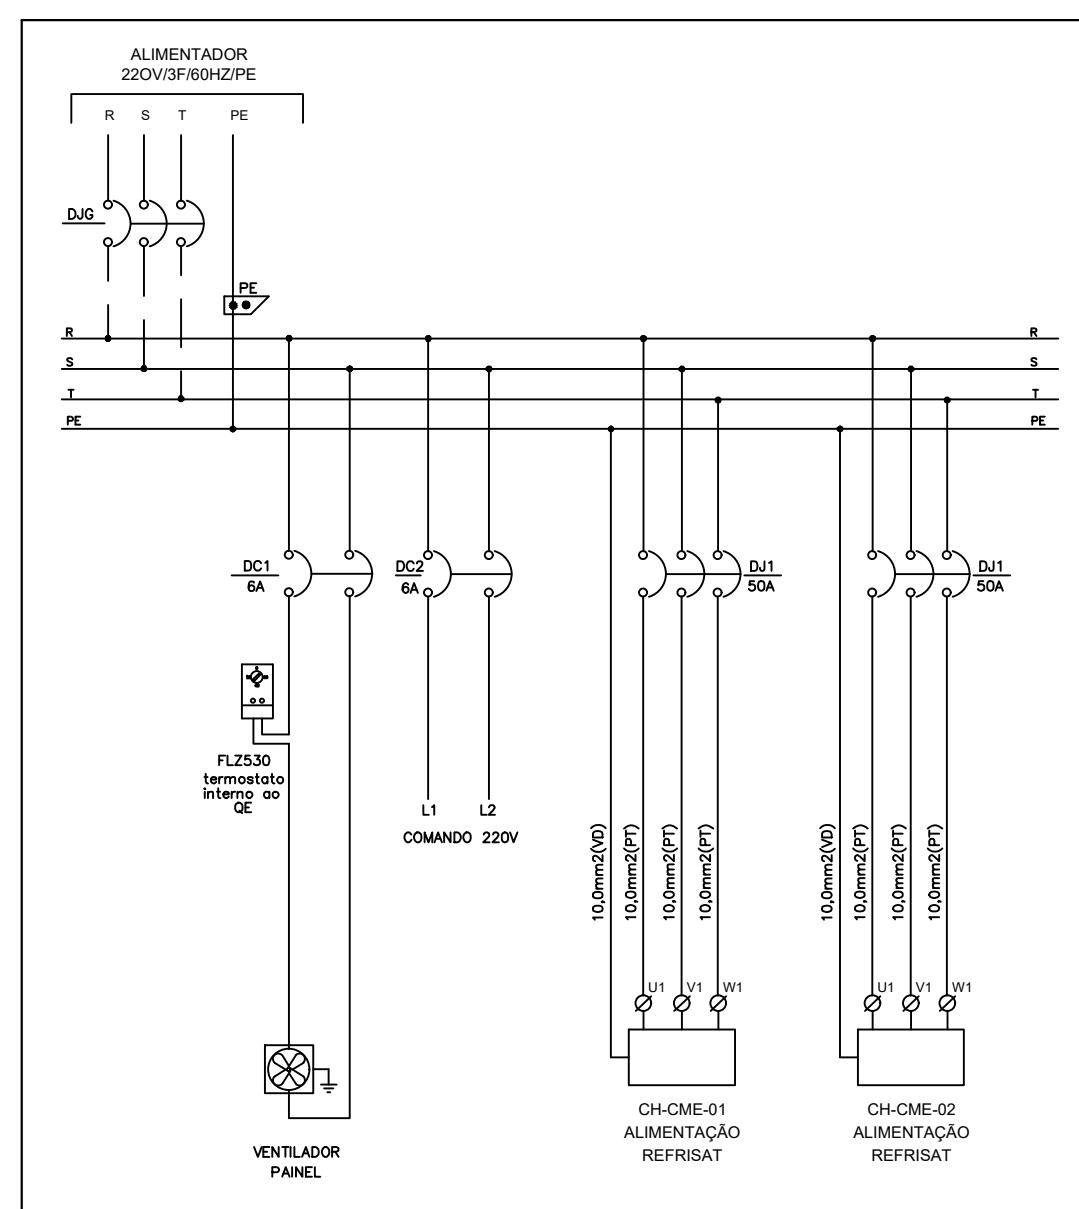 ALIMENTADOR
22OV/3F/60HZ/PE
R S T PE
DJG
PE
R R
S S
T T
PE PE
DC1
6A
DC2
6A
DJ1
50A
DJ1
50A
FLZ530
termostato
interno ao
QE
L1 L2
COMANDO 220V
10,0mm2(VD)
10,0mm2(PT)
10,0mm2(PT)
10,0mm2(PT)
10,0mm2(VD)
10,0mm2(PT)
10,0mm2(PT)
10,0mm2(PT)
U1 V1 W1
U1 V1 W1
VENTILADOR
PAINEL
CH-CME-01
ALIMENTAÇÃO
REFRISAT
CH-CME-02
ALIMENTAÇÃO
REFRISAT